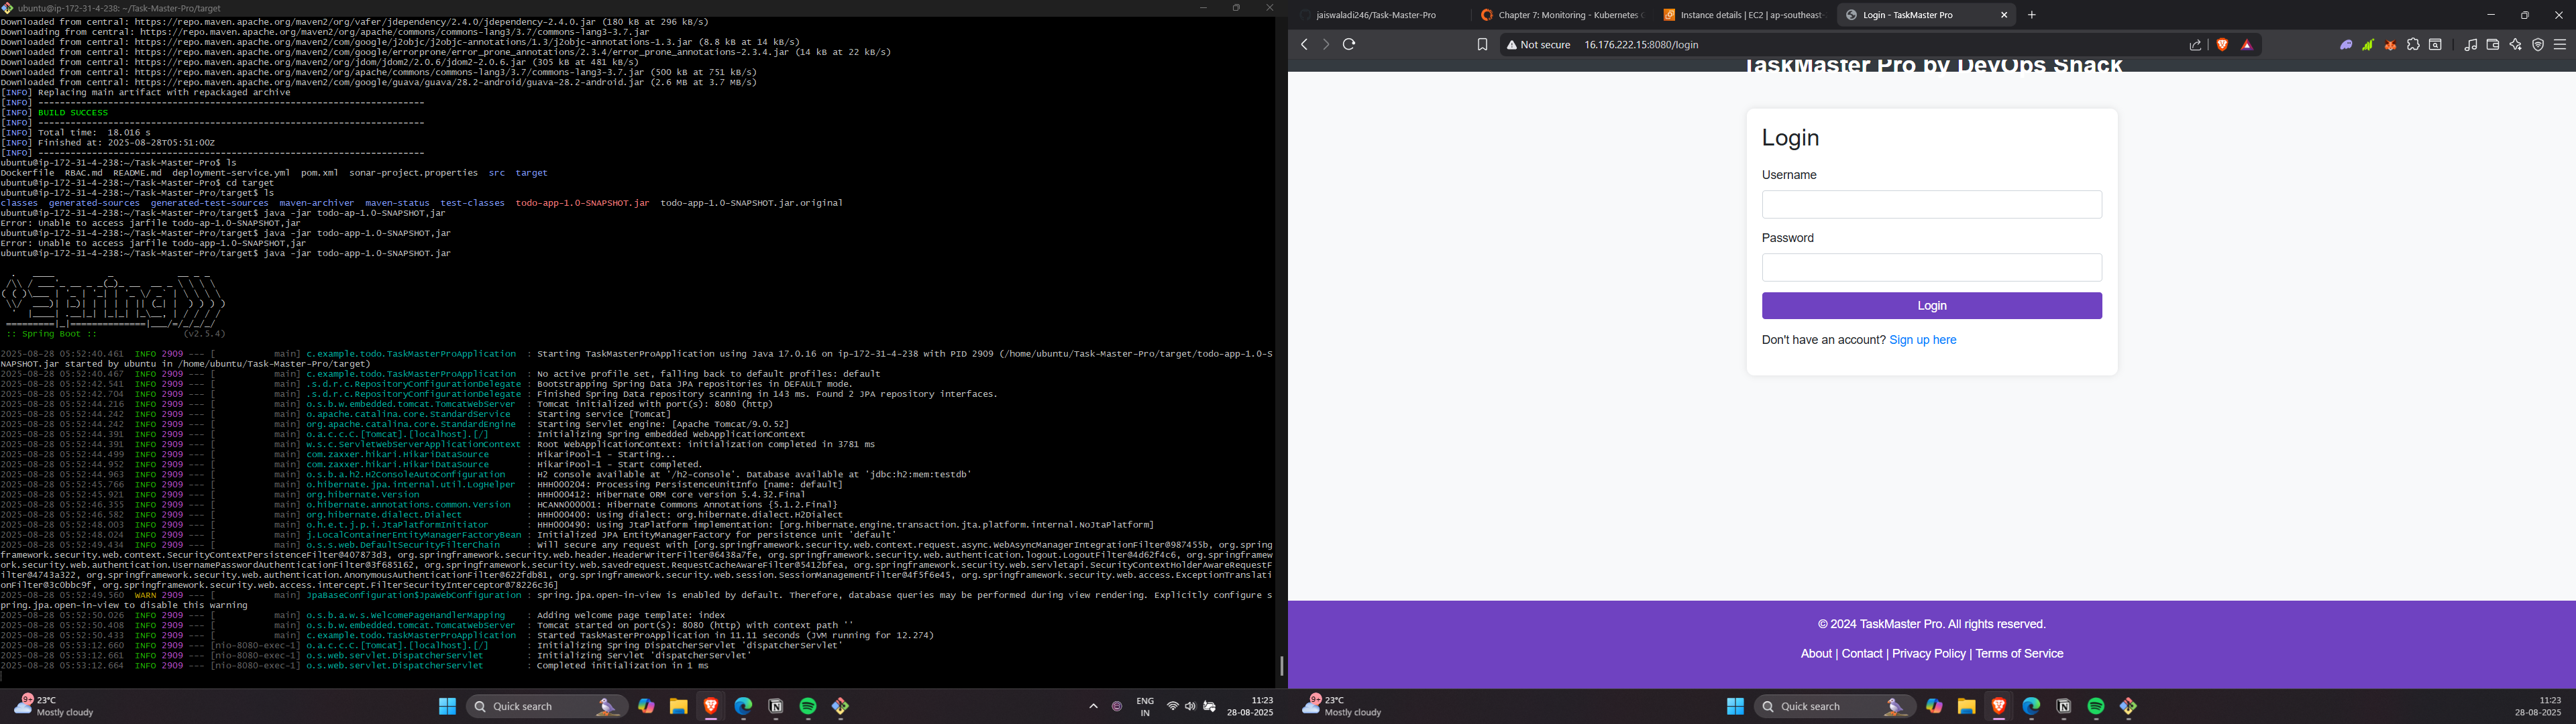 ubuntu@ip-172-31-4-238: ~/Task-Master-Pro/target
Downloaded from central: https://repo.maven.apache.org/maven2/org/vafer/jdependency/2.4.0/jdependency-2.4.0.jar (180 kB at 296 kB/s)
Downloading from central: https://repo.maven.apache.org/maven2/org/apache/commons/commons-lang3/3.7/commons-lang3-3.7.jar
Downloaded from central: https://repo.maven.apache.org/maven2/com/google/j2objc/j2objc-annotations/1.3/j2objc-annotations-1.3.jar (8.8 kB at 14 kB/s)
Downloaded from central: https://repo.maven.apache.org/maven2/com/google/errorprone/error_prone_annotations/2.3.4/error_prone_annotations-2.3.4.jar (14 kB at 22 kB/s)
Downloaded from central: https://repo.maven.apache.org/maven2/org/jdom/jdom2/2.0.6/jdom2-2.0.6.jar (305 kB at 481 kB/s)
Downloaded from central: https://repo.maven.apache.org/maven2/org/apache/commons/commons-lang3/3.7/commons-lang3-3.7.jar (500 kB at 751 kB/s)
Downloaded from central: https://repo.maven.apache.org/maven2/com/google/guava/guava/28.2-android/guava-28.2-android.jar (2.6 MB at 3.7 MB/s)
[INFO] Replacing main artifact with repackaged archive
[INFO] ------------------------------------------------------------------------
[INFO] BUILD SUCCESS
[INFO] ------------------------------------------------------------------------
[INFO] Total time:  18.016 s
[INFO] Finished at: 2025-08-28T05:51:00Z
[INFO] ------------------------------------------------------------------------
ubuntu@ip-172-31-4-238:~/Task-Master-Pro$ ls
Dockerfile  RBAC.md  README.md  deployment-service.yml  pom.xml  sonar-project.properties  src  target
ubuntu@ip-172-31-4-238:~/Task-Master-Pro$ cd target
ubuntu@ip-172-31-4-238:~/Task-Master-Pro/target$ ls
classes  generated-sources  generated-test-sources  maven-archiver  maven-status  test-classes  todo-app-1.0-SNAPSHOT.jar  todo-app-1.0-SNAPSHOT.jar.original
ubuntu@ip-172-31-4-238:~/Task-Master-Pro/target$ java -jar todo-ap-1.0-SNAPSHOT,jar
Error: Unable to access jarfile todo-ap-1.0-SNAPSHOT,jar
ubuntu@ip-172-31-4-238:~/Task-Master-Pro/target$ java -jar todo-app-1.0-SNAPSHOT,jar
Error: Unable to access jarfile todo-app-1.0-SNAPSHOT,jar
ubuntu@ip-172-31-4-238:~/Task-Master-Pro/target$ java -jar todo-app-1.0-SNAPSHOT.jar
Spring
:: Spring Boot ::                (v2.5.4)
2025-08-28 05:52:40.461  INFO 2909 --- [           main] c.example.todo.TaskMasterProApplication  : Starting TaskMasterProApplication using Java 17.0.16 on ip-172-31-4-238 with PID 2909 (/home/ubuntu/Task-Master-Pro/target/todo-app-1.0-S
NAPSHOT.jar started by ubuntu in /home/ubuntu/Task-Master-Pro/target)
2025-08-28 05:52:40.467  INFO 2909 --- [           main] c.example.todo.TaskMasterProApplication  : No active profile set, falling back to default profiles: default
2025-08-28 05:52:42.541  INFO 2909 --- [           main] .s.d.r.c.RepositoryConfigurationDelegate : Bootstrapping Spring Data JPA repositories in DEFAULT mode.
2025-08-28 05:52:42.704  INFO 2909 --- [           main] .s.d.r.c.RepositoryConfigurationDelegate : Finished Spring Data repository scanning in 143 ms. Found 2 JPA repository interfaces.
2025-08-28 05:52:44.216  INFO 2909 --- [           main] o.s.b.w.embedded.tomcat.TomcatWebServer  : Tomcat initialized with port(s): 8080 (http)
2025-08-28 05:52:44.242  INFO 2909 --- [           main] o.apache.catalina.core.StandardService   : Starting service [Tomcat]
2025-08-28 05:52:44.242  INFO 2909 --- [           main] org.apache.catalina.core.StandardEngine  : Starting Servlet engine: [Apache Tomcat/9.0.52]
2025-08-28 05:52:44.391  INFO 2909 --- [           main] o.a.c.c.C.[Tomcat].[localhost].[/]       : Initializing Spring embedded WebApplicationContext
2025-08-28 05:52:44.391  INFO 2909 --- [           main] w.s.c.ServletWebServerApplicationContext : Root WebApplicationContext: initialization completed in 3781 ms
2025-08-28 05:52:44.499  INFO 2909 --- [           main] com.zaxxer.hikari.HikariDataSource       : HikariPool-1 - Starting...
2025-08-28 05:52:44.952  INFO 2909 --- [           main] com.zaxxer.hikari.HikariDataSource       : HikariPool-1 - Start completed.
2025-08-28 05:52:44.963  INFO 2909 --- [           main] o.s.b.a.h2.H2ConsoleAutoConfiguration    : H2 console available at '/h2-console'. Database available at 'jdbc:h2:mem:testdb'
2025-08-28 05:52:45.766  INFO 2909 --- [           main] o.hibernate.jpa.internal.util.LogHelper  : HHH000204: Processing PersistenceUnitInfo [name: default]
2025-08-28 05:52:45.921  INFO 2909 --- [           main] org.hibernate.Version                    : HHH000412: Hibernate ORM core version 5.4.32.Final
2025-08-28 05:52:46.355  INFO 2909 --- [           main] o.hibernate.annotations.common.Version   : HCANN000001: Hibernate Commons Annotations {5.1.2.Final}
2025-08-28 05:52:46.582  INFO 2909 --- [           main] org.hibernate.dialect.Dialect            : HHH000400: Using dialect: org.hibernate.dialect.H2Dialect
2025-08-28 05:52:48.003  INFO 2909 --- [           main] o.h.e.t.j.p.i.JtaPlatformInitiator       : HHH000490: Using JtaPlatform implementation: [org.hibernate.engine.transaction.jta.platform.internal.NoJtaPlatform]
2025-08-28 05:52:48.024  INFO 2909 --- [           main] j.LocalContainerEntityManagerFactoryBean : Initialized JPA EntityManagerFactory for persistence unit 'default'
2025-08-28 05:52:49.434  INFO 2909 --- [           main] o.s.s.web.DefaultSecurityFilterChain     : Will secure any request with [org.springframework.security.web.context.request.async.WebAsyncManagerIntegrationFilter@987455b, org.spring
framework.security.web.context.SecurityContextPersistenceFilter@407873d3, org.springframework.security.web.header.HeaderWriterFilter@6438a7fe, org.springframework.security.web.authentication.logout.LogoutFilter@4d62f4c6, org.springframew
ork.security.web.authentication.UsernamePasswordAuthenticationFilter@3f685162, org.springframework.security.web.savedrequest.RequestCacheAwareFilter@5412bfea, org.springframework.security.web.servletapi.SecurityContextHolderAwareRequestF
ilter@4743a322, org.springframework.security.web.authentication.AnonymousAuthenticationFilter@622fdb81, org.springframework.security.web.session.SessionManagementFilter@4f5f6e45, org.springframework.security.web.access.ExceptionTranslati
onFilter@3c0bbc9f, org.springframework.security.web.access.intercept.FilterSecurityInterceptor@78226c36]
2025-08-28 05:52:49.560  WARN 2909 --- [           main] JpaBaseConfiguration$JpaWebConfiguration : spring.jpa.open-in-view is enabled by default. Therefore, database queries may be performed during view rendering. Explicitly configure s
pring.jpa.open-in-view to disable this warning
2025-08-28 05:52:50.026  INFO 2909 --- [           main] o.s.b.a.w.s.WelcomePageHandlerMapping    : Adding welcome page template: index
2025-08-28 05:52:50.408  INFO 2909 --- [           main] o.s.b.w.embedded.tomcat.TomcatWebServer  : Tomcat started on port(s): 8080 (http) with context path ''
2025-08-28 05:52:50.433  INFO 2909 --- [           main] c.example.todo.TaskMasterProApplication  : Started TaskMasterProApplication in 11.11 seconds (JVM running for 12.274)
2025-08-28 05:53:12.660  INFO 2909 --- [nio-8080-exec-1] o.a.c.c.C.[Tomcat].[localhost].[/]       : Initializing Spring DispatcherServlet 'dispatcherServlet'
2025-08-28 05:53:12.661  INFO 2909 --- [nio-8080-exec-1] o.s.web.servlet.DispatcherServlet        : Initializing Servlet 'dispatcherServlet'
2025-08-28 05:53:12.664  INFO 2909 --- [nio-8080-exec-1] o.s.web.servlet.DispatcherServlet        : Completed initialization in 1 ms
9+
23°C
Mostly cloudy
Quick search
ENG
IN
11:23
28-08-2025
jaiswaladi246/Task-Master-Pro
Chapter 7: Monitoring - Kubernetes
Instance details | EC2 | ap-southeast-
Login - TaskMaster Pro
Not secure
16.176.222.15:8080/login
TaskMaster Pro by DevOps Shack
Login
Username
Password
Login
Don't have an account? Sign up here
© 2024 TaskMaster Pro. All rights reserved.
About | Contact | Privacy Policy | Terms of Service
9+
23°C
Mostly cloudy
Quick search
11:23
28-08-2025